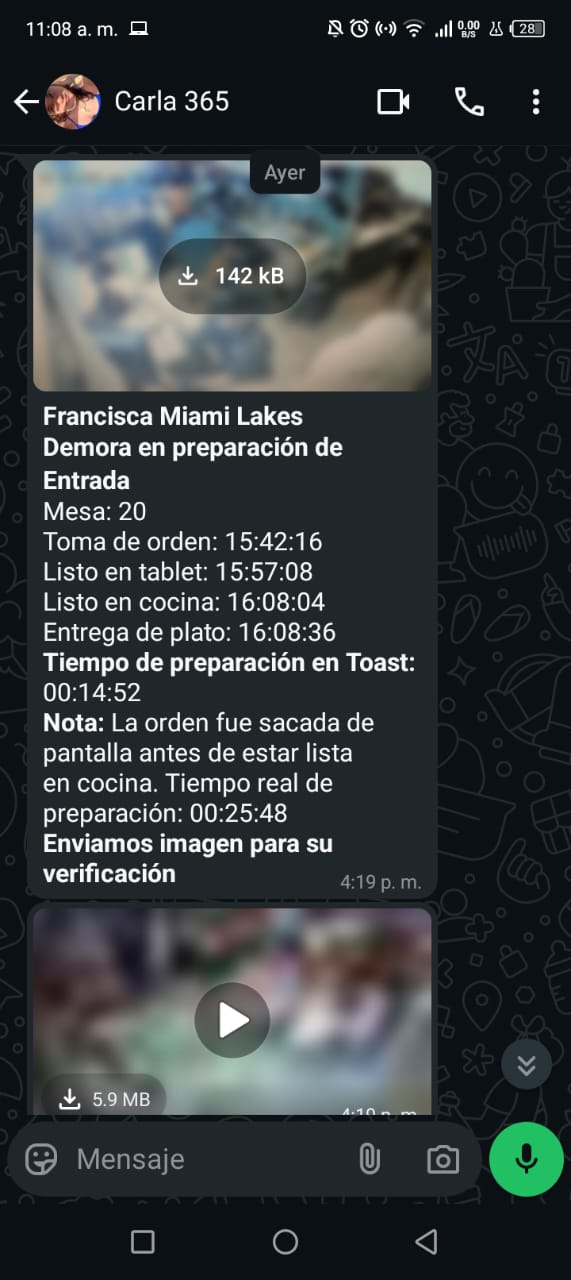 11:08 a. m.
0.00
B/S
28
Carla 365
Ayer
142 kB
Francisca Miami Lakes
Demora en preparación de
Entrada
Mesa: 20
Toma de orden: 15:42:16
Listo en tablet: 15:57:08
Listo en cocina: 16:08:04
Entrega de plato: 16:08:36
Tiempo de preparación en Toast:
00:14:52
Nota: La orden fue sacada de
pantalla antes de estar lista
en cocina. Tiempo real de
preparación: 00:25:48
Enviamos imagen para su
verificación
4:19 p. m.
5.9 MB
4:19 p. m.
Mensaje